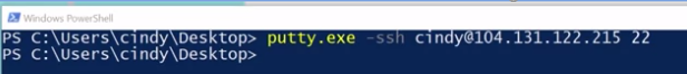 Windows PowerShell
PS C:\Users\cindy\Desktop> putty.exe -ssh cindy@104.131.122.215 22
PS C:\Users\cindy\Desktop>